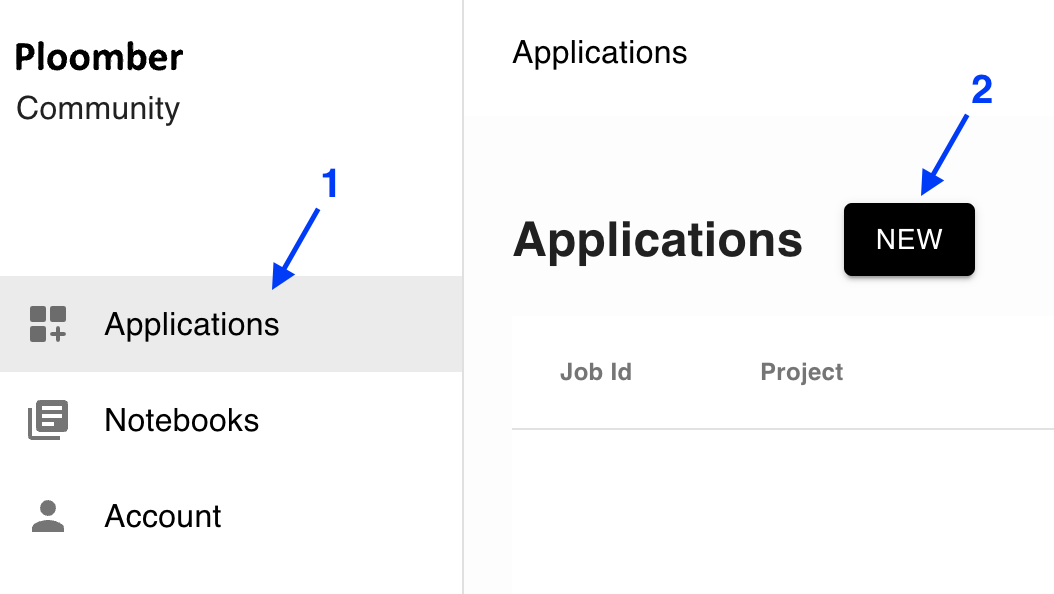 Ploomber
Community
1
Applications
Notebooks
Account
Applications
2
Applications
NEW
Job Id Project